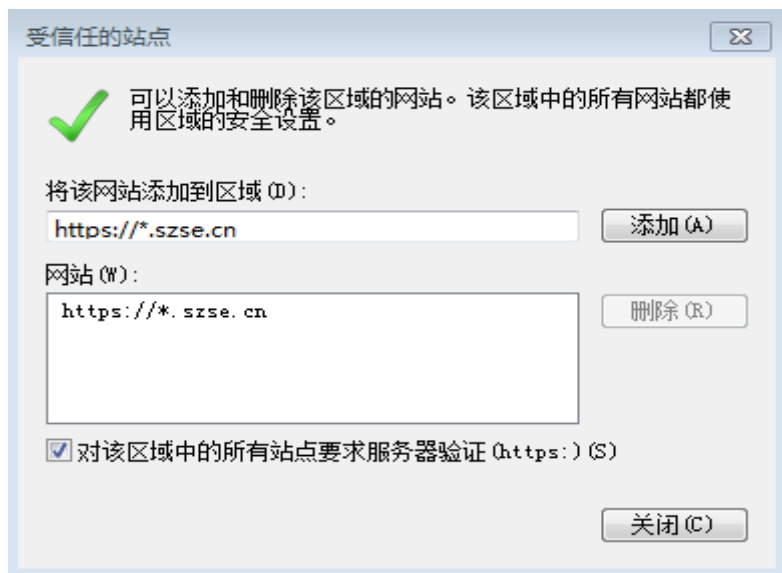 受信任的站点
可以添加和删除该区域的网站。该区域中的所有网站都使
用区域的安全设置。
将该网站添加到区域(D):
https://*.szse.cn
添加(A)
网站(W):
https://*.szse.cn
删除(R)
对该区域中的所有站点要求服务器验证(https:)(S)
关闭(C)